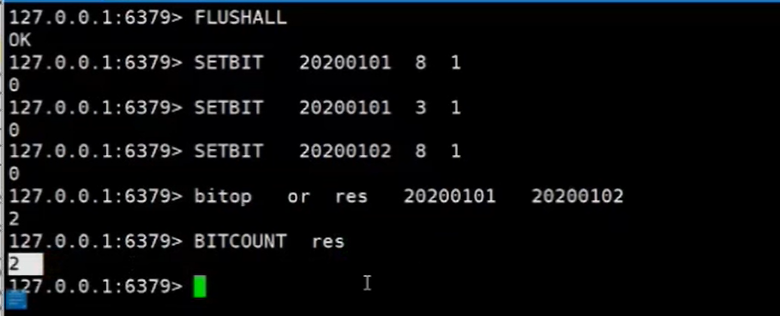 127.0.0.1:6379> FLUSHALL
OK
127.0.0.1:6379> SETBIT   20200101  8  1
0
127.0.0.1:6379> SETBIT   20200101  3  1
0
127.0.0.1:6379> SETBIT   20200102  8  1
0
127.0.0.1:6379> bitop   or  res   20200101   20200102
2
127.0.0.1:6379> BITCOUNT  res
2
127.0.0.1:6379>